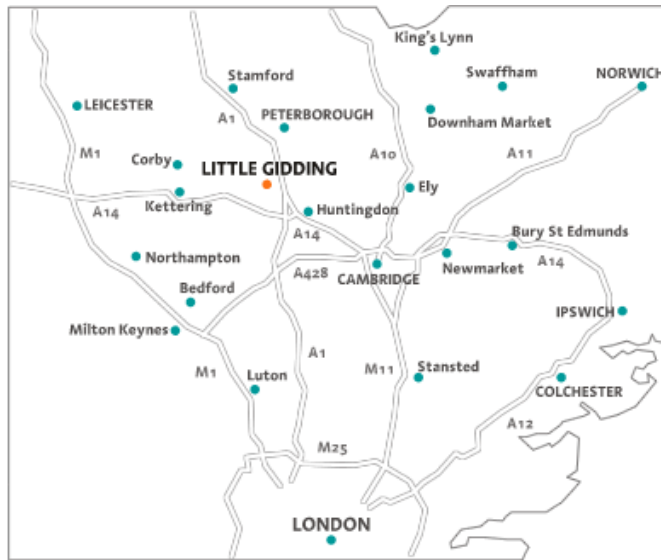 King's Lynn
Stamford
Swaffham
NORWICH
LEICESTER
A1
PETERBOROUGH
Downham Market
M1
Corby
LITTLE GIDDING
A10
A11
Kettering
Ely
A14
Huntingdon
A14
Bury St Edmunds
Northampton
A428
CAMBRIDGE
Newmarket
A14
Bedford
IPSWICH
Milton Keynes
A1
M1
Luton
M11
Stansted
COLCHESTER
A12
M25
LONDON